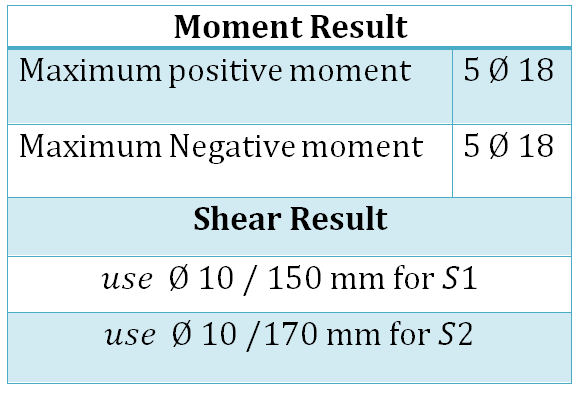 Moment Result
Maximum positive moment 5 Ø 18
Maximum Negative moment 5 Ø 18
Shear Result
use Ø 10 / 150 mm for S1
use Ø 10 /170 mm for S2